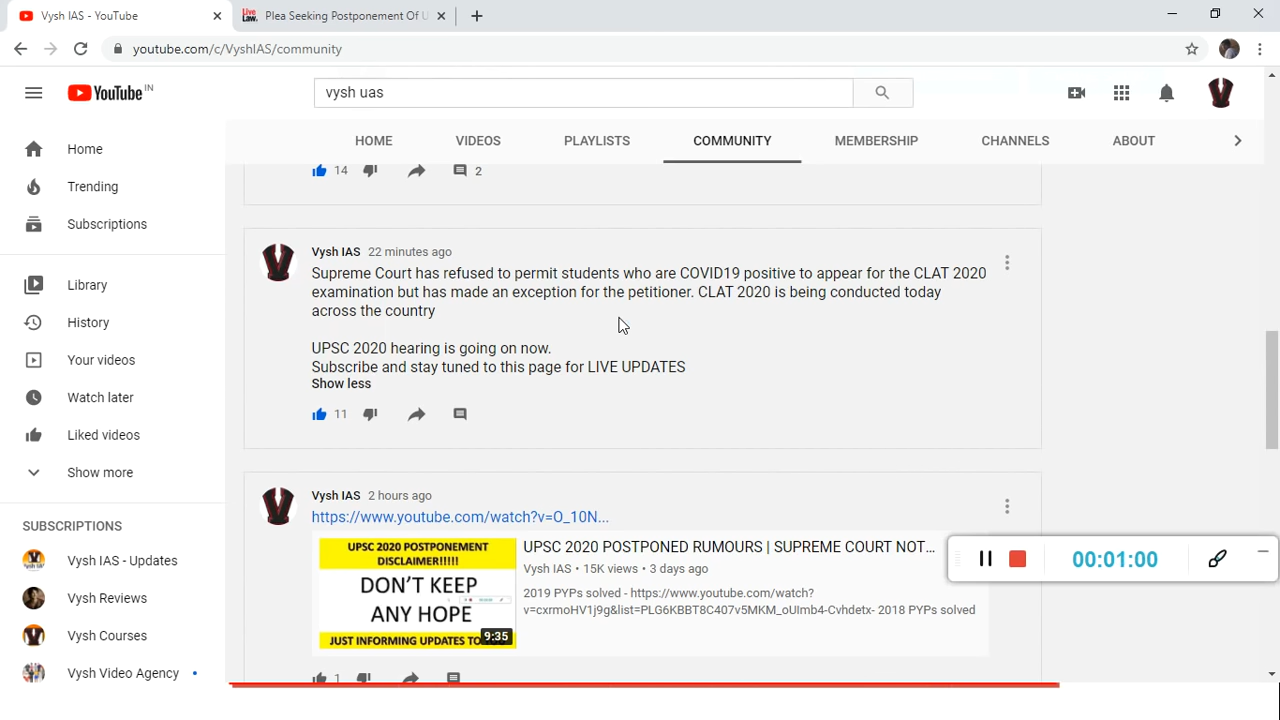 Vysh IAS - YouTube
Live Law.
Plea Seeking Postponement Of U
youtube.com/c/VyshIAS/community
YouTube IN
vysh uas
HOME VIDEOS PLAYLISTS COMMUNITY MEMBERSHIP CHANNELS ABOUT
Home
Trending
Subscriptions
Library
History
Your videos
Watch later
Liked videos
Show more
SUBSCRIPTIONS
Vysh IAS - Updates
Vysh Reviews
Vysh Courses
Vysh Video Agency
14 2
Vysh IAS 22 minutes ago
Supreme Court has refused to permit students who are COVID19 positive to appear for the CLAT 2020
examination but has made an exception for the petitioner. CLAT 2020 is being conducted today
across the country
UPSC 2020 hearing is going on now.
Subscribe and stay tuned to this page for LIVE UPDATES
Show less
11
Vysh IAS 2 hours ago
https://www.youtube.com/watch?v=O_10N...
UPSC 2020 POSTPONEMENT
DISCLAIMER!!!!!
DON'T KEEP
ANY HOPE
JUST INFORMING UPDATES TO
9:35
UPSC 2020 POSTPONED RUMOURS | SUPREME COURT NOT...
Vysh IAS • 15K views • 3 days ago
2019 PYPs solved - https://www.youtube.com/watch?
v=cxrmoHV1j9g&list=PLG6KBBT8C407v5MKM_oUImb4-Cvhdetx- 2018 PYPs solved
1
00:01:00